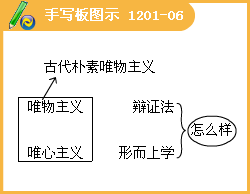 手写板图示 1201-06
古代朴素唯物主义
唯物主义 辩证法
怎么样
唯心主义 形而上学